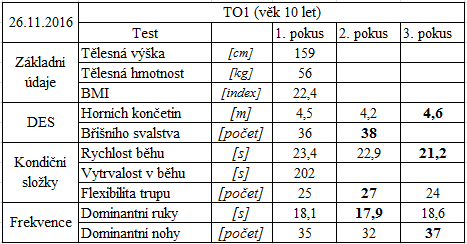 26.11.2016 TO1 (věk 10 let)
Test 1. pokus 2. pokus 3. pokus
Základní údaje Tělesná výška [cm] 159
Tělesná hmotnost [kg] 56
BMI [index] 22,4
DES Horních končetin [m] 4,5 4,2 4,6
Břišního svalstva [počet] 36 38
Kondiční složky Rychlost běhu [s] 23,4 22,9 21,2
Vytrvalost v běhu [s] 202
Flexibilita trupu [počet] 25 27 24
Frekvence Dominantní ruky [s] 18,1 17,9 18,6
Dominantní nohy [počet] 35 32 37